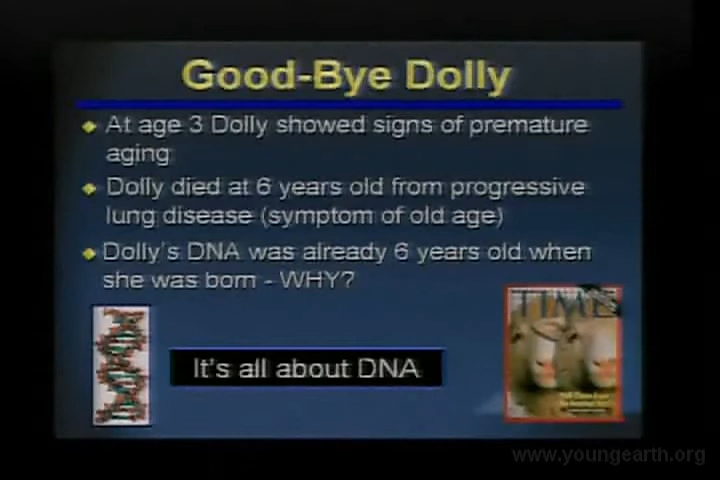 Good-Bye Dolly
At age 3 Dolly showed signs of premature
aging
Dolly died at 6 years old from progressive
lung disease (symptom of old age)
Dolly's DNA was already 6 years old when
she was born - WHY?
TIME
It's all about DNA
www.youngearth.org